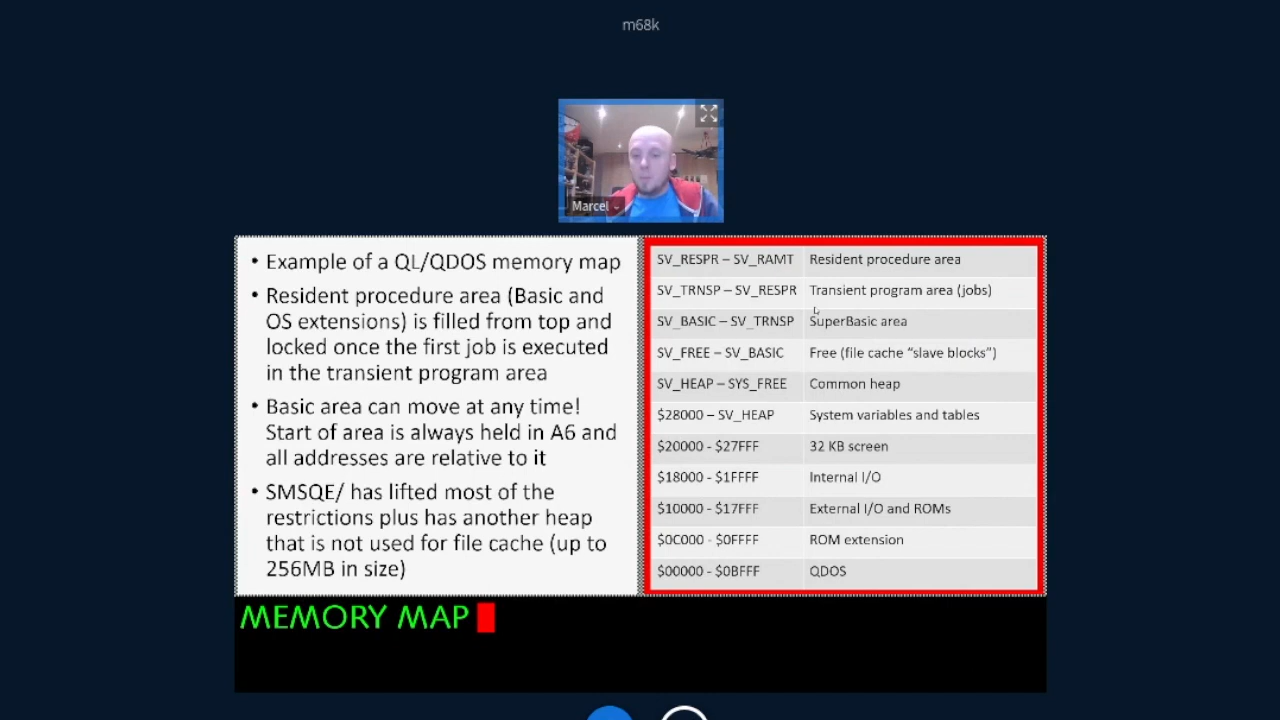 m68k
Marcel
• Example of a QL/QDOS memory map
• Resident procedure area (Basic and
OS extensions) is filled from top and
locked once the first job is executed
in the transient program area
• Basic area can move at any time!
Start of area is always held in A6 and
all addresses are relative to it
• SMSQE/ has lifted most of the
restrictions plus has another heap
that is not used for file cache (up to
256MB in size)
SV_RESPR – SV_RAMT Resident procedure area
SV_TRNSP – SV_RESPR Transient program area (jobs)
SV_BASIC – SV_TRNSP SuperBasic area
SV_FREE – SV_BASIC Free (file cache “slave blocks”)
SV_HEAP – SYS_FREE Common heap
$28000 – SV_HEAP System variables and tables
$20000 - $27FFF 32 KB screen
$18000 - $1FFFF Internal I/O
$10000 - $17FFF External I/O and ROMs
$0C000 - $0FFFF ROM extension
$00000 - $0BFFF QDOS
MEMORY MAP